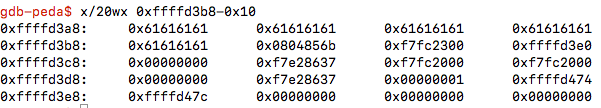 gdb-peda$ x/20wx 0xffffd3b8-0x10
0xffffd3a8: 0x61616161 0x61616161 0x61616161 0x61616161
0xffffd3b8: 0x61616161 0x0804856b 0xf7fc2300 0xffffd3e0
0xffffd3c8: 0x00000000 0xf7e28637 0xf7fc2000 0xf7fc2000
0xffffd3d8: 0x00000000 0xf7e28637 0x00000001 0xffffd474
0xffffd3e8: 0xffffd47c 0x00000000 0x00000000 0x00000000